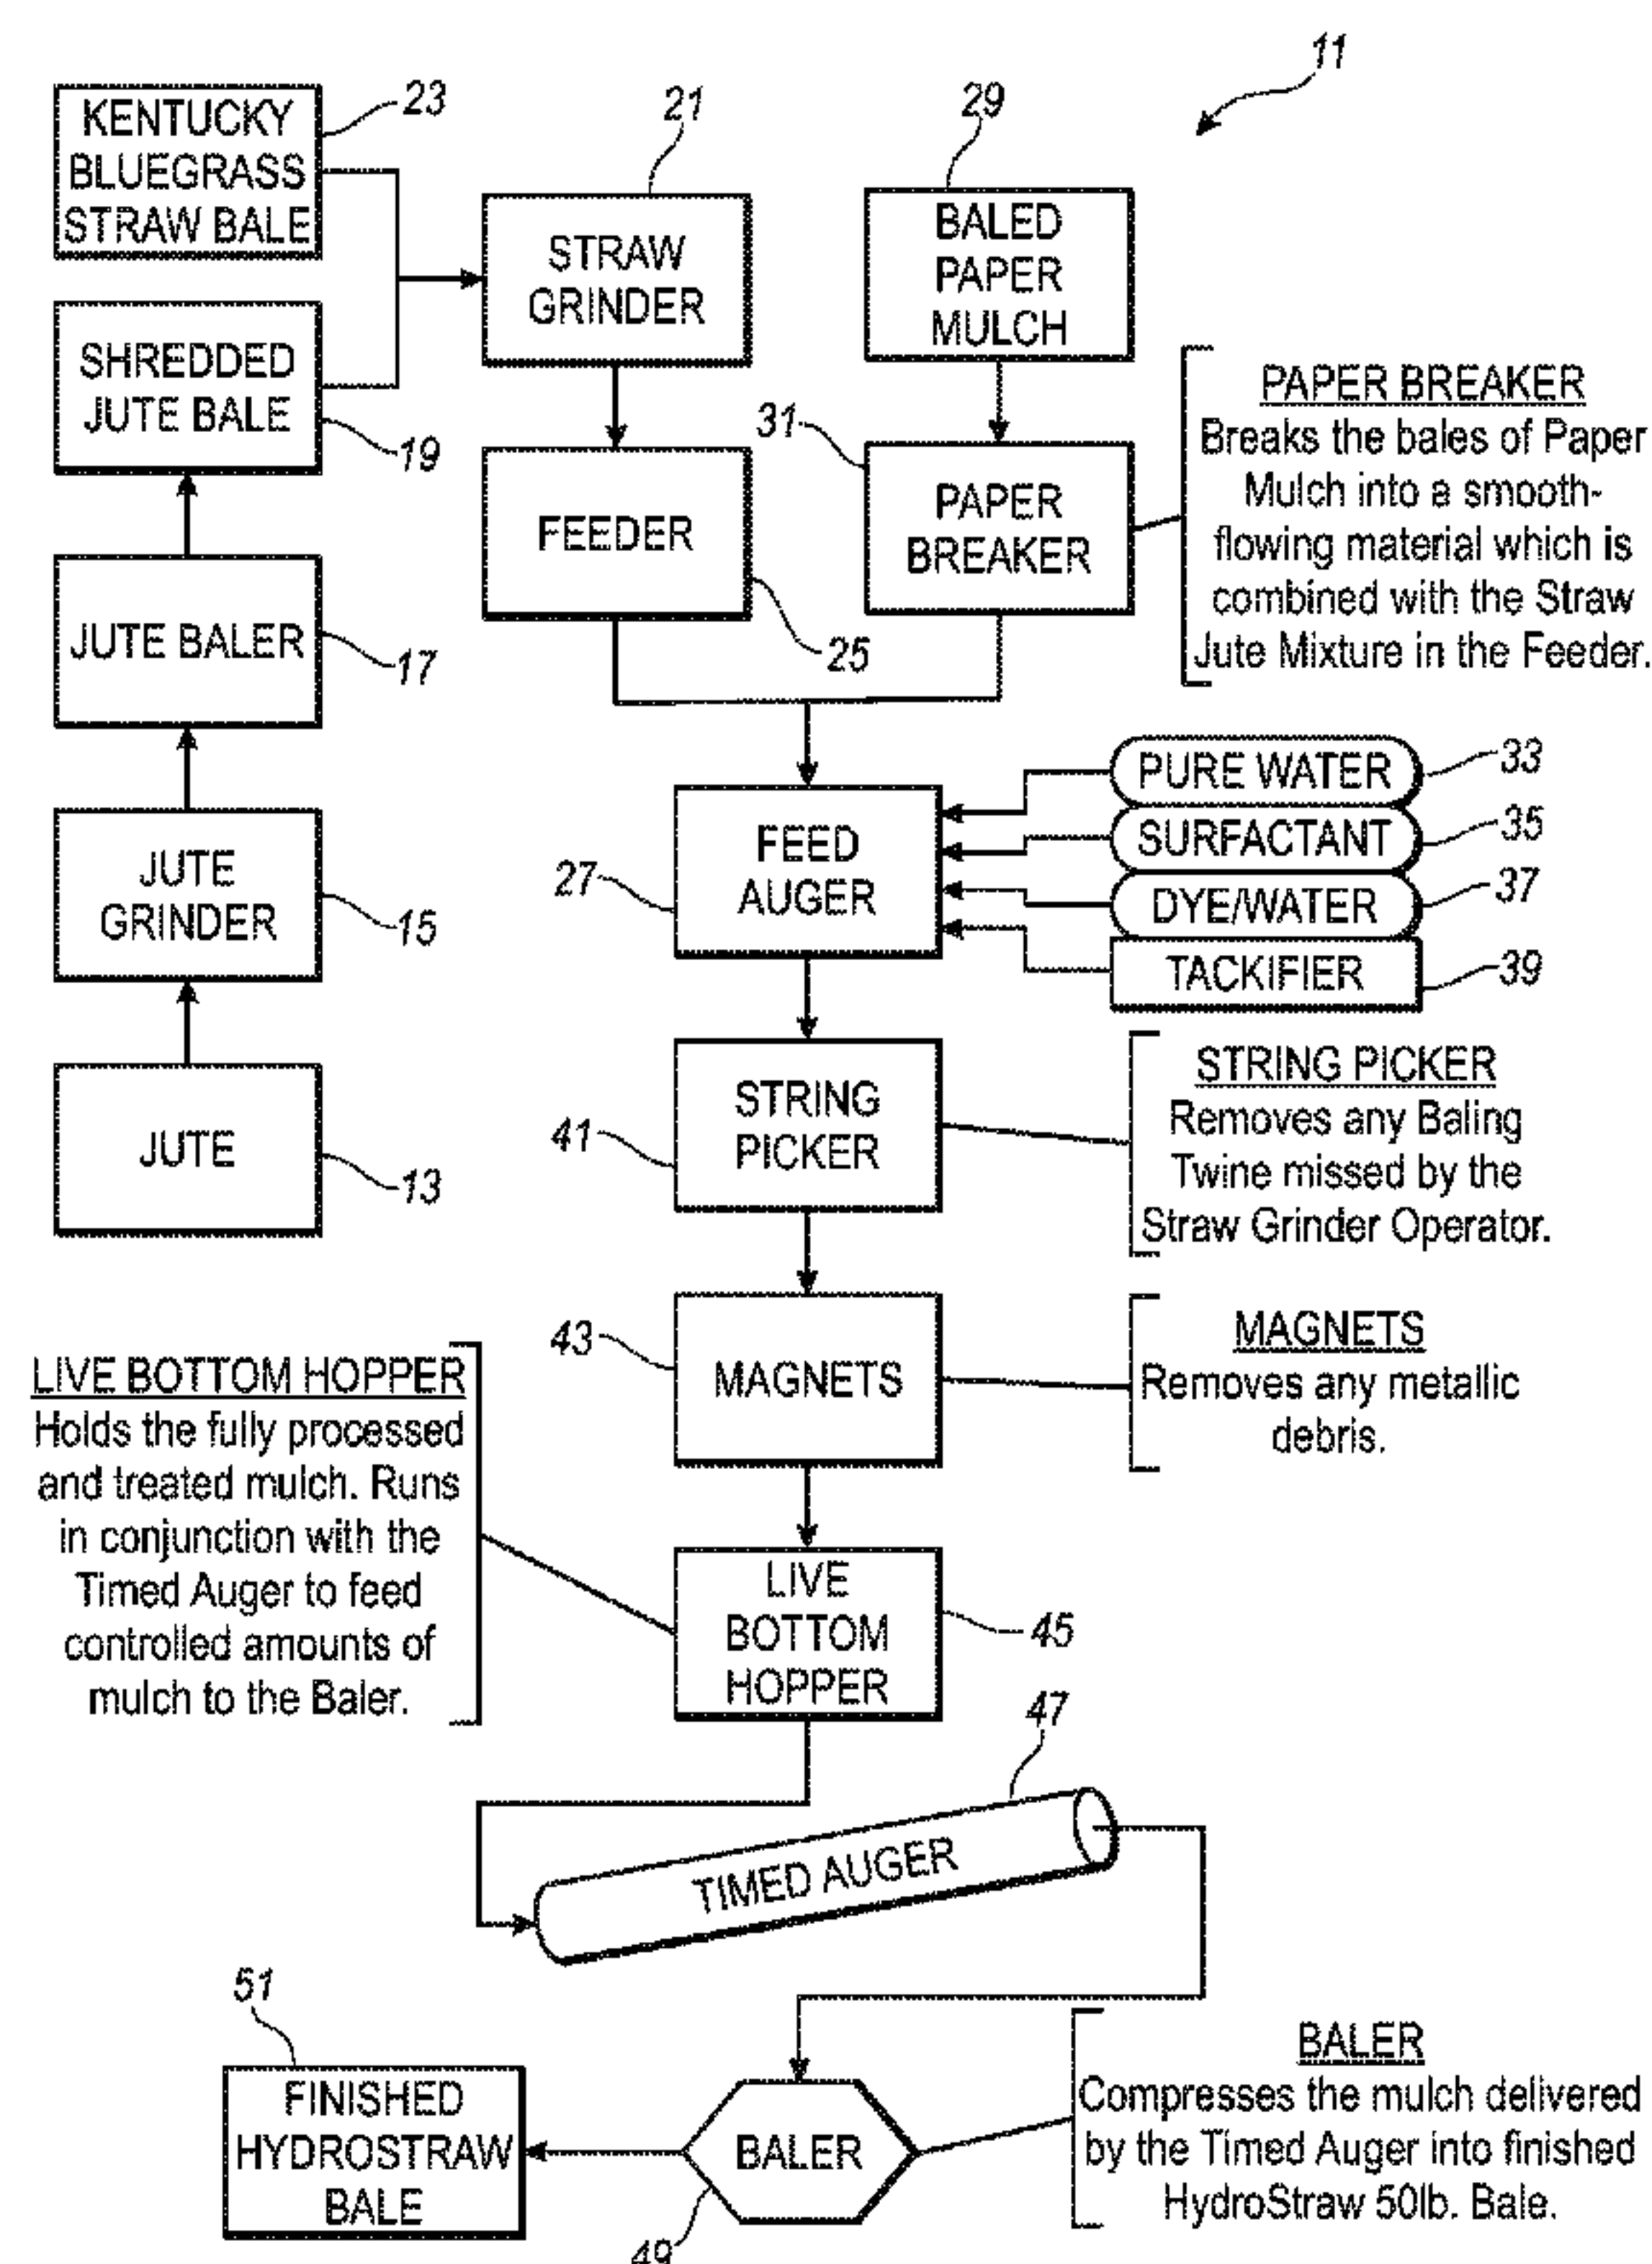 11
23
KENTUCKY
BLUEGRASS
STRAW BALE
21
STRAW
GRINDER
29
BALED
PAPER
MULCH
SHREDDED
JUTE BALE
19
FEEDER
25
31
PAPER
BREAKER
PAPER BREAKER
Breaks the bales of Paper
Mulch into a smooth-
flowing material which is
combined with the Straw
Jute Mixture in the Feeder.
JUTE BALER
17
JUTE
GRINDER
15
JUTE
13
27
FEED
AUGER
PURE WATER
33
SURFACTANT
35
DYE/WATER
37
TACKIFIER
39
41
STRING
PICKER
STRING PICKER
Removes any Baling
Twine missed by the
Straw Grinder Operator.
43
MAGNETS
MAGNETS
Removes any metallic
debris.
LIVE BOTTOM HOPPER
Holds the fully processed
and treated mulch. Runs
in conjunction with the
Timed Auger to feed
controlled amounts of
mulch to the Baler.
LIVE
BOTTOM
HOPPER
45
47
TIMED AUGER
51
FINISHED
HYDROSTRAW
BALE
BALER
49
BALER
Compresses the mulch delivered
by the Timed Auger into finished
HydroStraw 50lb. Bale.